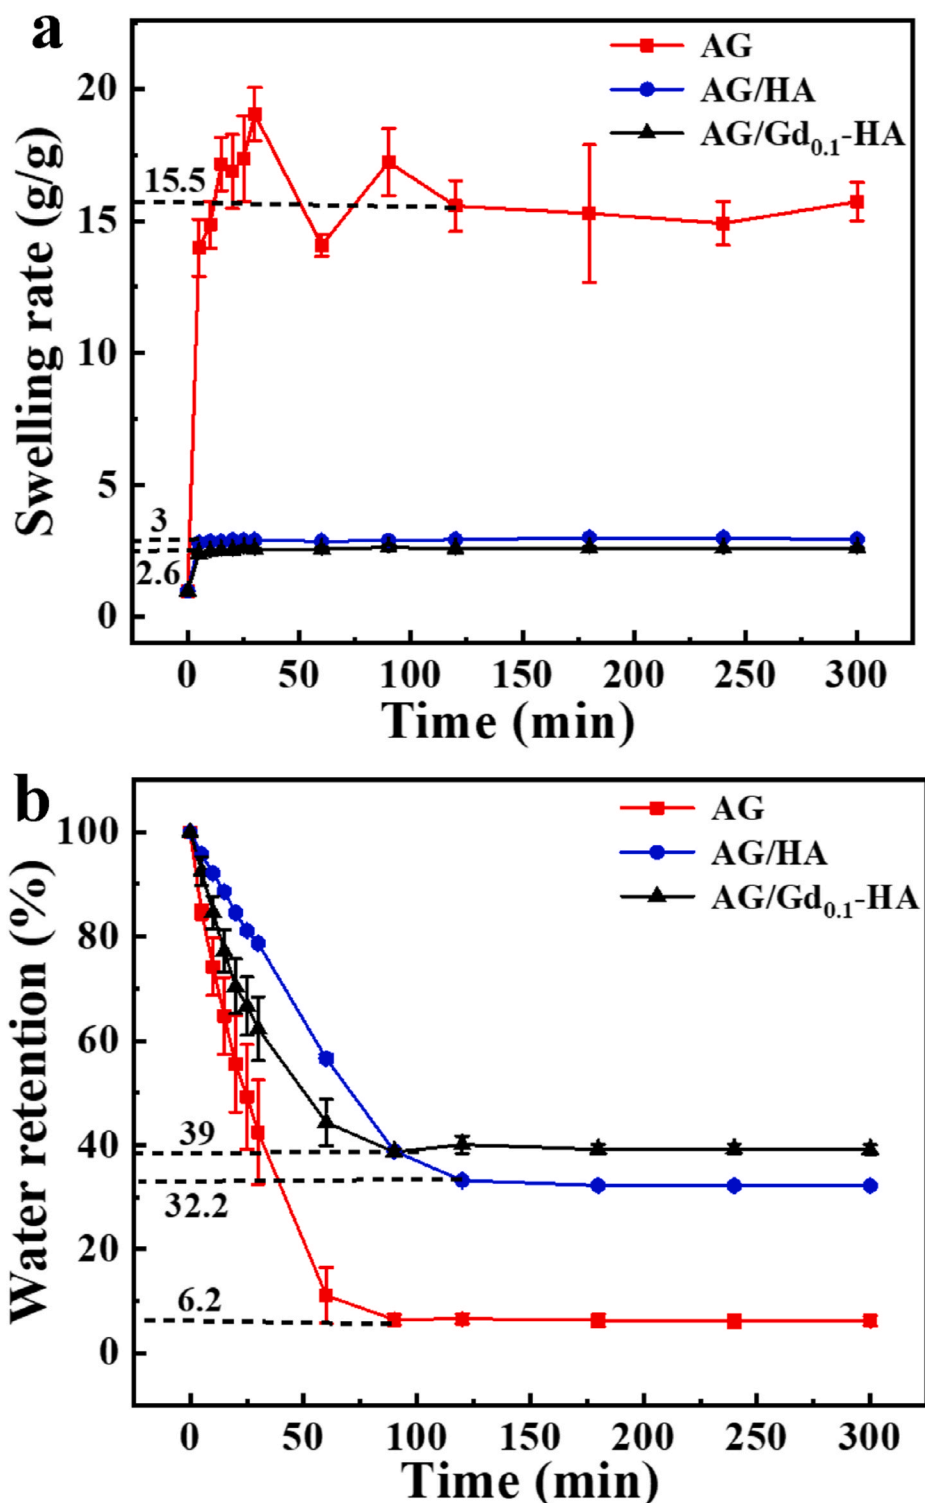 a
AG
AG/HA
AG/Gd0.1-HA
Swelling rate (g/g)
20
15
10
5
0
15.5
3
2.6
0 50 100 150 200 250 300
Time (min)
b
AG
AG/HA
AG/Gd0.1-HA
Water retention (%)
100
80
60
40
20
0
39
32.2
6.2
0 50 100 150 200 250 300
Time (min)